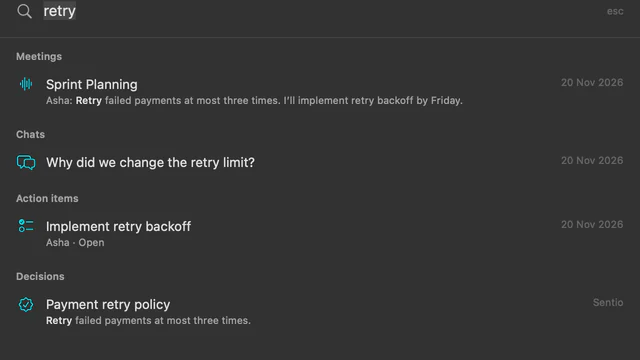 retry
esc
Meetings
Sprint Planning
20 Nov 2026
Asha: Retry failed payments at most three times. I'll implement retry backoff by Friday.
Chats
Why did we change the retry limit?
20 Nov 2026
Action items
Implement retry backoff
20 Nov 2026
Asha · Open
Decisions
Payment retry policy
Sentio
Retry failed payments at most three times.